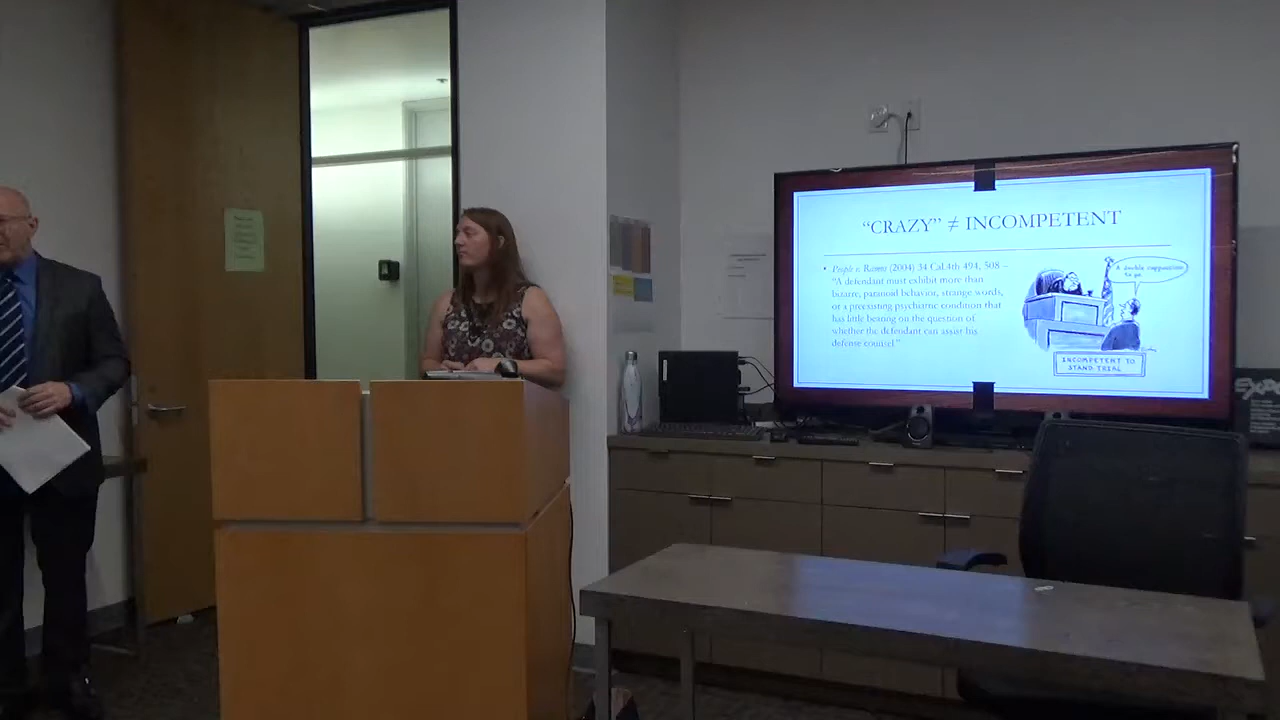 “CRAZY” ≠ INCOMPETENT
• People v. Ramos (2004) 34 Cal.4th 494, 508 –
“A defendant must exhibit more than
bizarre, paranoid behavior, strange words,
or a preexisting psychiatric condition that
has little bearing on the question of
whether the defendant can assist his
defense counsel.”
A double cappuccino
to go.
INCOMPETENT TO
STAND TRIAL